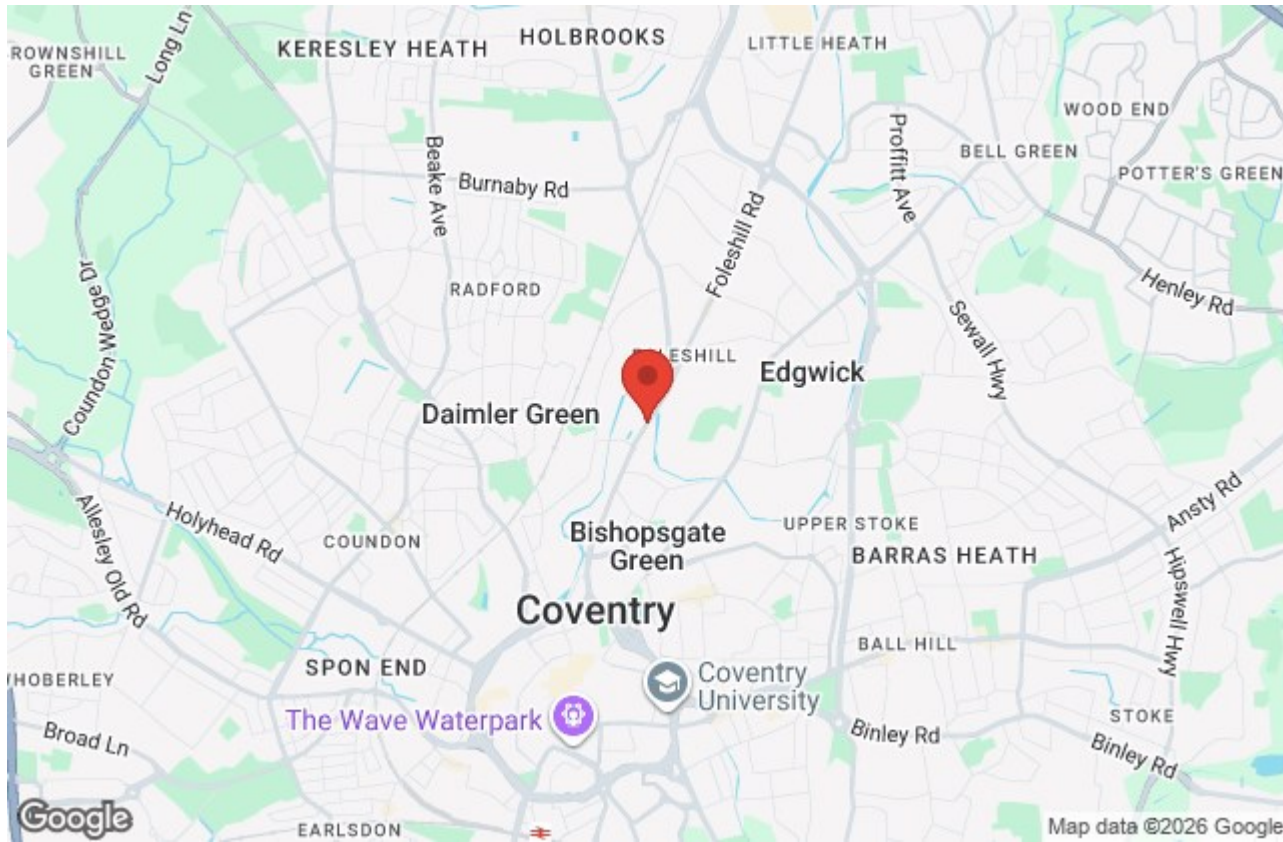 KERESLEY HEATH
HOLBROOKS
LITTLE HEATH
ROWNSHILL
GREEN
Long Ln
WOOD END
Beake Ave
Burnaby Rd
Proffitt Ave
BELL GREEN
POTTER'S GREEN
Foleshill Rd
Coundon Wedge Dr
RADFORD
Henley Rd
Sewall Hwy
LESHILL
Edgwick
Daimler Green
Allesley Old Rd
Holyhead Rd
COUNDON
Bishopsgate
Green
UPPER STOKE
BARRAS HEATH
Ansty Rd
Hipswell Hwy
Coventry
SPON END
BALL HILL
WHOBERLEY
Coventry
University
The Wave Waterpark
STOKE
Broad Ln
Binley Rd
Binley Rd
Google
EARLSDON
Map data ©2026 Google